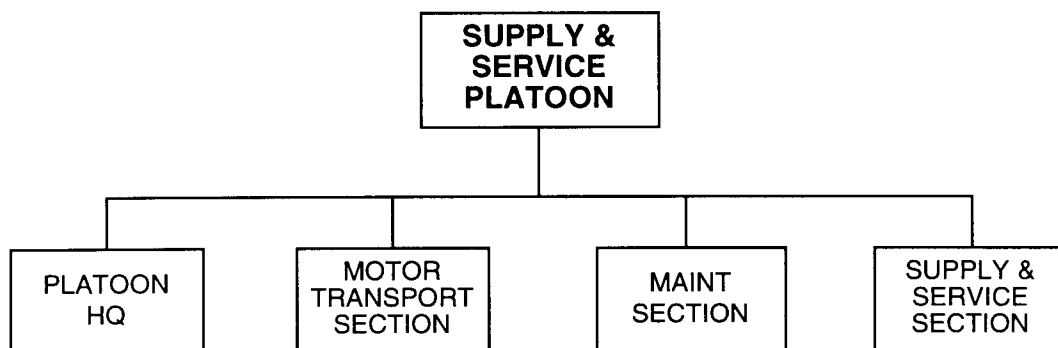 SUPPLY &
SERVICE
PLATOON
PLATOON
HQ
MOTOR
TRANSPORT
SECTION
MAINT
SECTION
SUPPLY &
SERVICE
SECTION